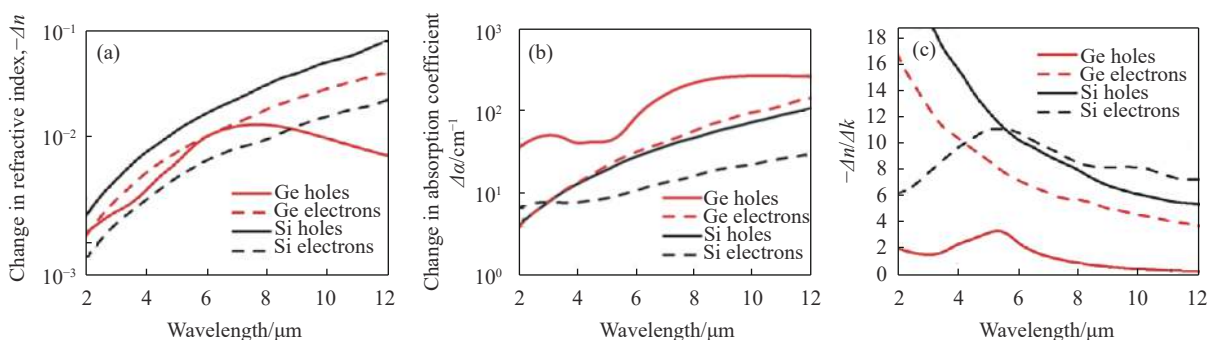 Change in refractive index,−Δn
10⁻¹
10⁻²
10⁻³
(a)
Ge holes
Ge electrons
Si holes
Si electrons
2 4 6 8 10 12
Wavelength/μm
Change in absorption coefficient
Δα/cm⁻¹
10³
10²
10¹
10⁰
(b)
Ge holes
Ge electrons
Si holes
Si electrons
2 4 6 8 10 12
Wavelength/μm
−Δn/Δk
18
16
14
12
10
8
6
4
2
0
(c)
Ge holes
Ge electrons
Si holes
Si electrons
2 4 6 8 10 12
Wavelength/μm